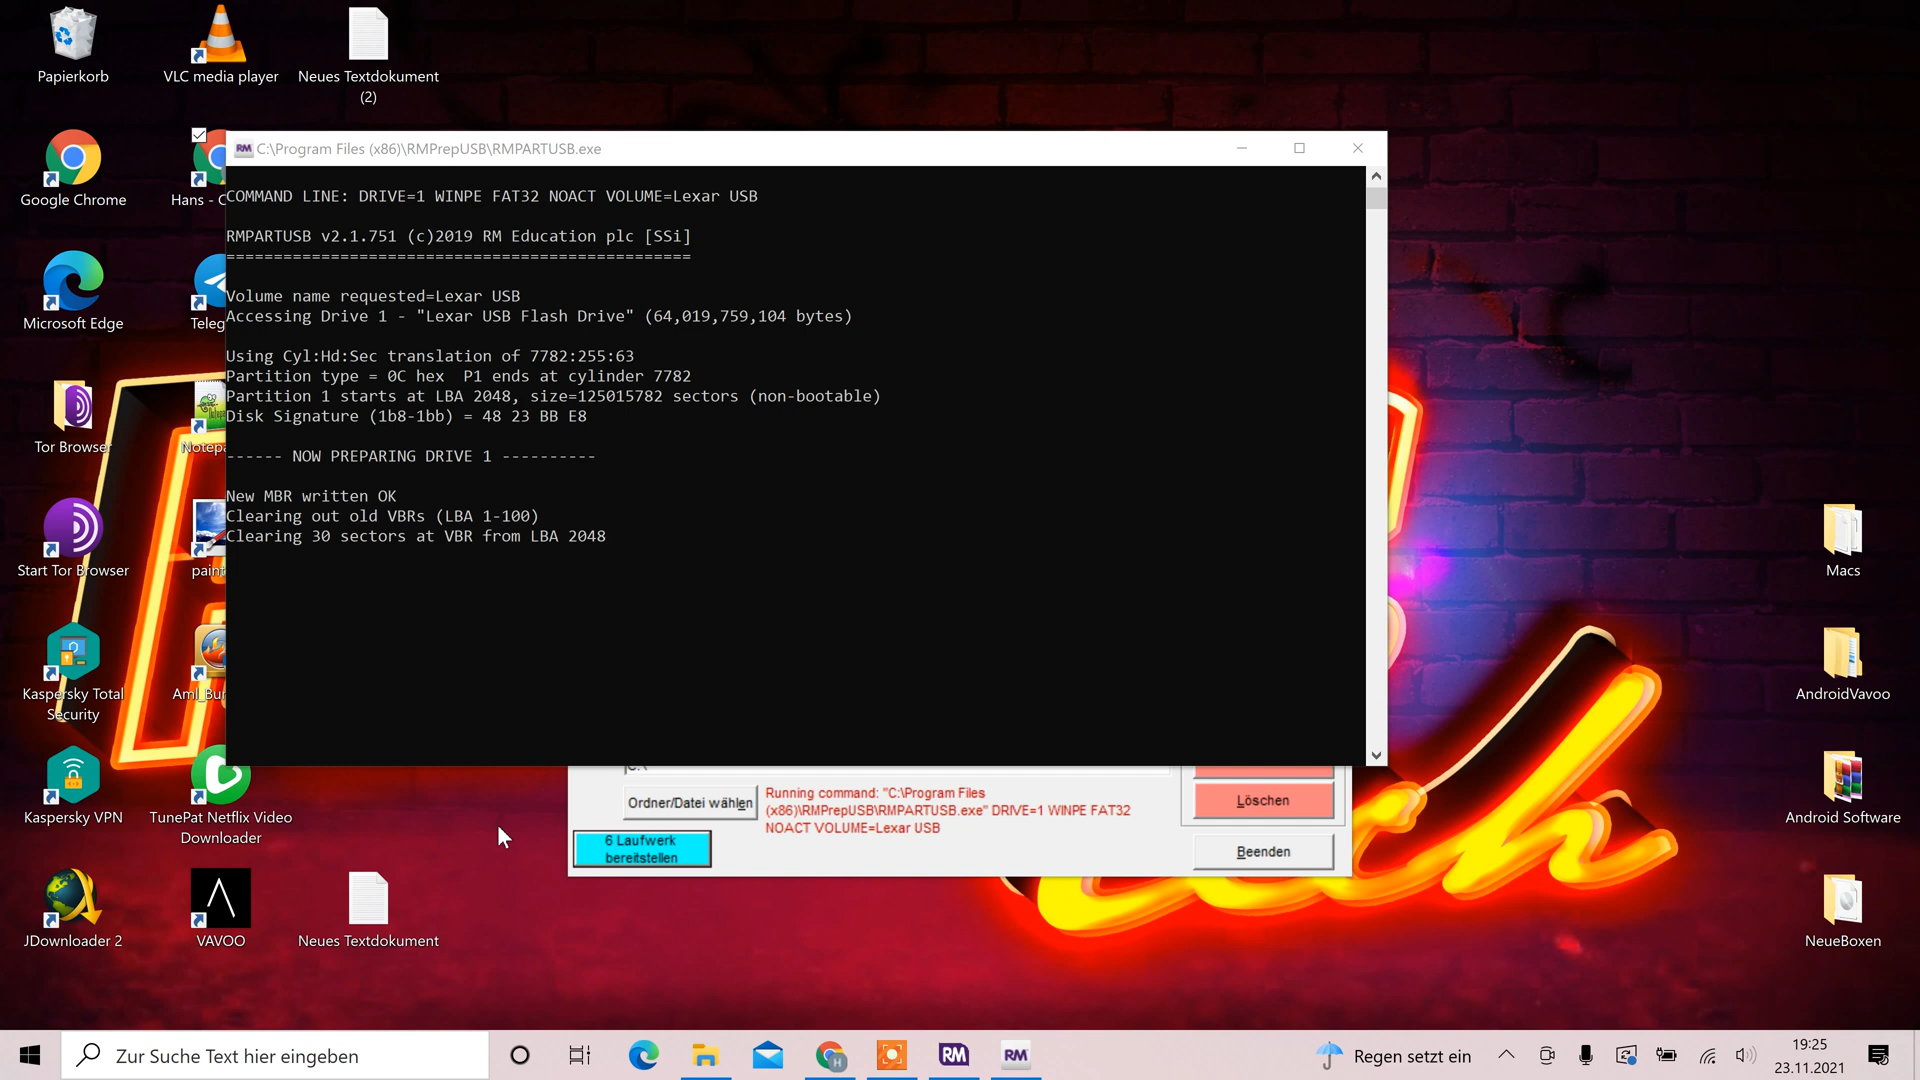 Papierkorb
VLC media player
Neues Textdokument
(2)
Google Chrome
Hans - C
Microsoft Edge
Teleg
Tor Browser
Notepa
Start Tor Browser
paint
Kaspersky Total
Security
Aml_Bur
Kaspersky VPN
TunePat Netflix Video
Downloader
JDownloader 2
VAVOO
Neues Textdokument
RM C:\Program Files (x86)\RMPrepUSB\RMPARTUSB.exe
COMMAND LINE: DRIVE=1 WINPE FAT32 NOACT VOLUME=Lexar USB
RMPARTUSB v2.1.751 (c)2019 RM Education plc [SSi]
=================================================
Volume name requested=Lexar USB
Accessing Drive 1 - "Lexar USB Flash Drive" (64,019,759,104 bytes)
Using Cyl:Hd:Sec translation of 7782:255:63
Partition type = 0C hex  P1 ends at cylinder 7782
Partition 1 starts at LBA 2048, size=125015782 sectors (non-bootable)
Disk Signature (1b8-1bb) = 48 23 BB E8
------ NOW PREPARING DRIVE 1 ----------
New MBR written OK
Clearing out old VBRs (LBA 1-100)
Clearing 30 sectors at VBR from LBA 2048
Ordner/Datei wählen
Running command: "C:\Program Files
(x86)\RMPrepUSB\RMPARTUSB.exe" DRIVE=1 WINPE FAT32
NOACT VOLUME=Lexar USB
6 Laufwerk
bereitstellen
Löschen
Beenden
Macs
AndroidVavoo
Android Software
NeueBoxen
Zur Suche Text hier eingeben
H
RM
RM
Regen setzt ein
19:25
23.11.2021